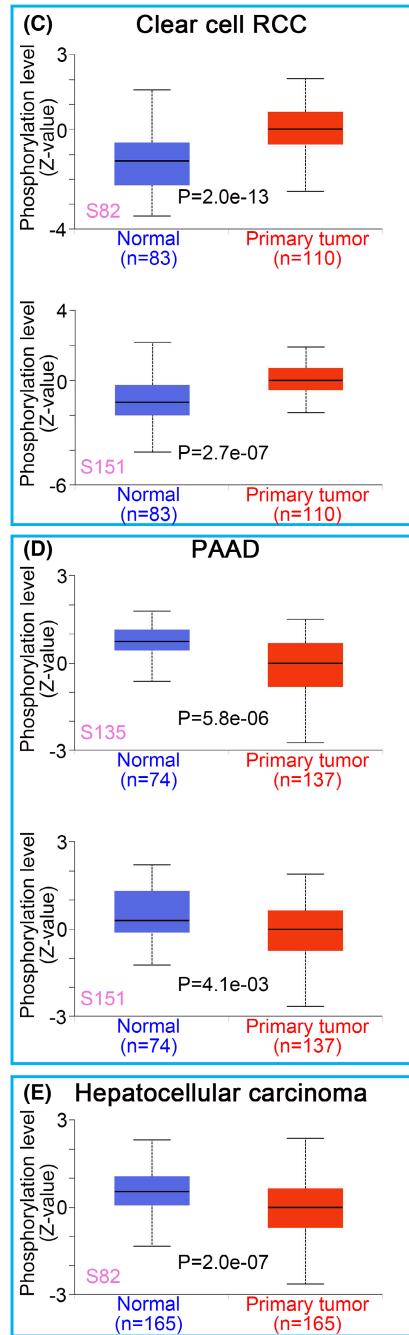 (C) Clear cell RCC
Phosphorylation level
(Z-value)
3
0
-4
S82
P=2.0e-13
Normal
(n=83)
Primary tumor
(n=110)
Phosphorylation level
(Z-value)
4
0
-6
S151
P=2.7e-07
Normal
(n=83)
Primary tumor
(n=110)
(D) PAAD
Phosphorylation level
(Z-value)
3
0
-3
S135
P=5.8e-06
Normal
(n=74)
Primary tumor
(n=137)
Phosphorylation level
(Z-value)
3
0
-3
S151
P=4.1e-03
Normal
(n=74)
Primary tumor
(n=137)
(E) Hepatocellular carcinoma
Phosphorylation level
(Z-value)
3
0
-3
S82
P=2.0e-07
Normal
(n=165)
Primary tumor
(n=165)